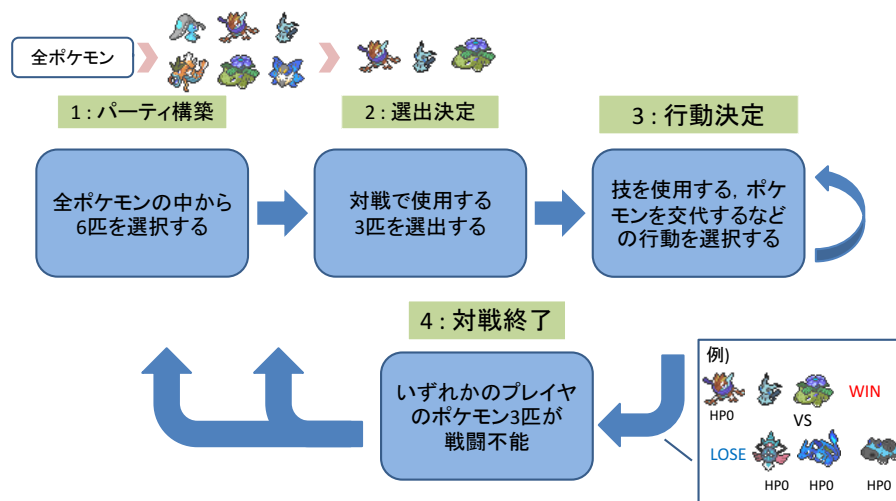 全ポケモン
1 : パーティ構築
2 : 選出決定
3 : 行動決定
全ポケモンの中から
6匹を選択する
対戦で使用する
3匹を選出する
技を使用する, ポケ
モンを交代するなど
の行動を選択する
4 : 対戦終了
いずれかのプレイヤ
のポケモン3匹が
戦闘不能
例)
WIN
HP0
VS
LOSE
HP0 HP0 HP0